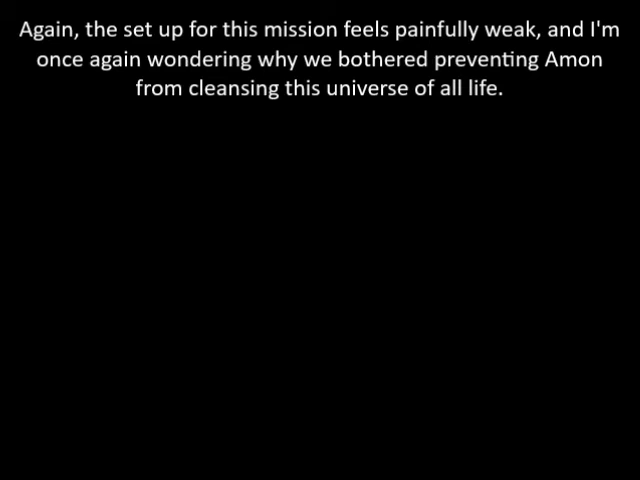 Again, the set up for this mission feels painfully weak, and I'm
once again wondering why we bothered preventing Amon
from cleansing this universe of all life.